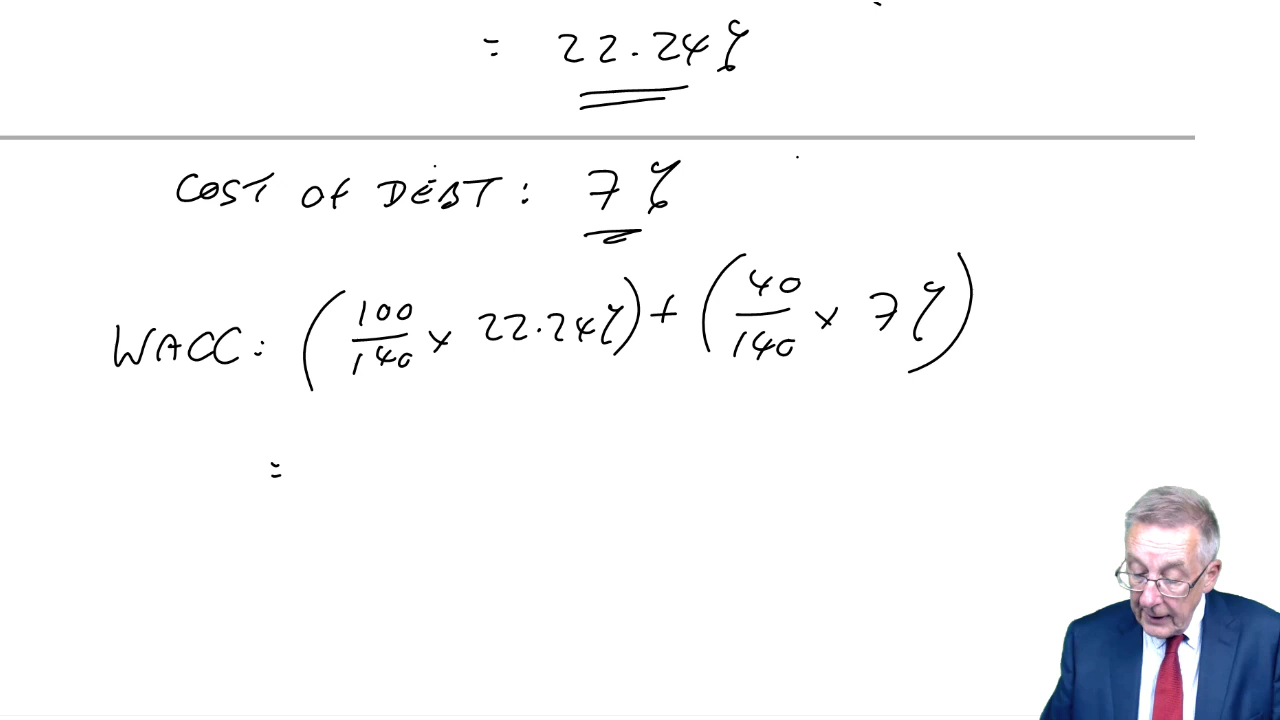 = 22.24%
COST OF DEBT: 7%
WACC: (100/140 × 22.24%) + (40/140 × 7%)
=